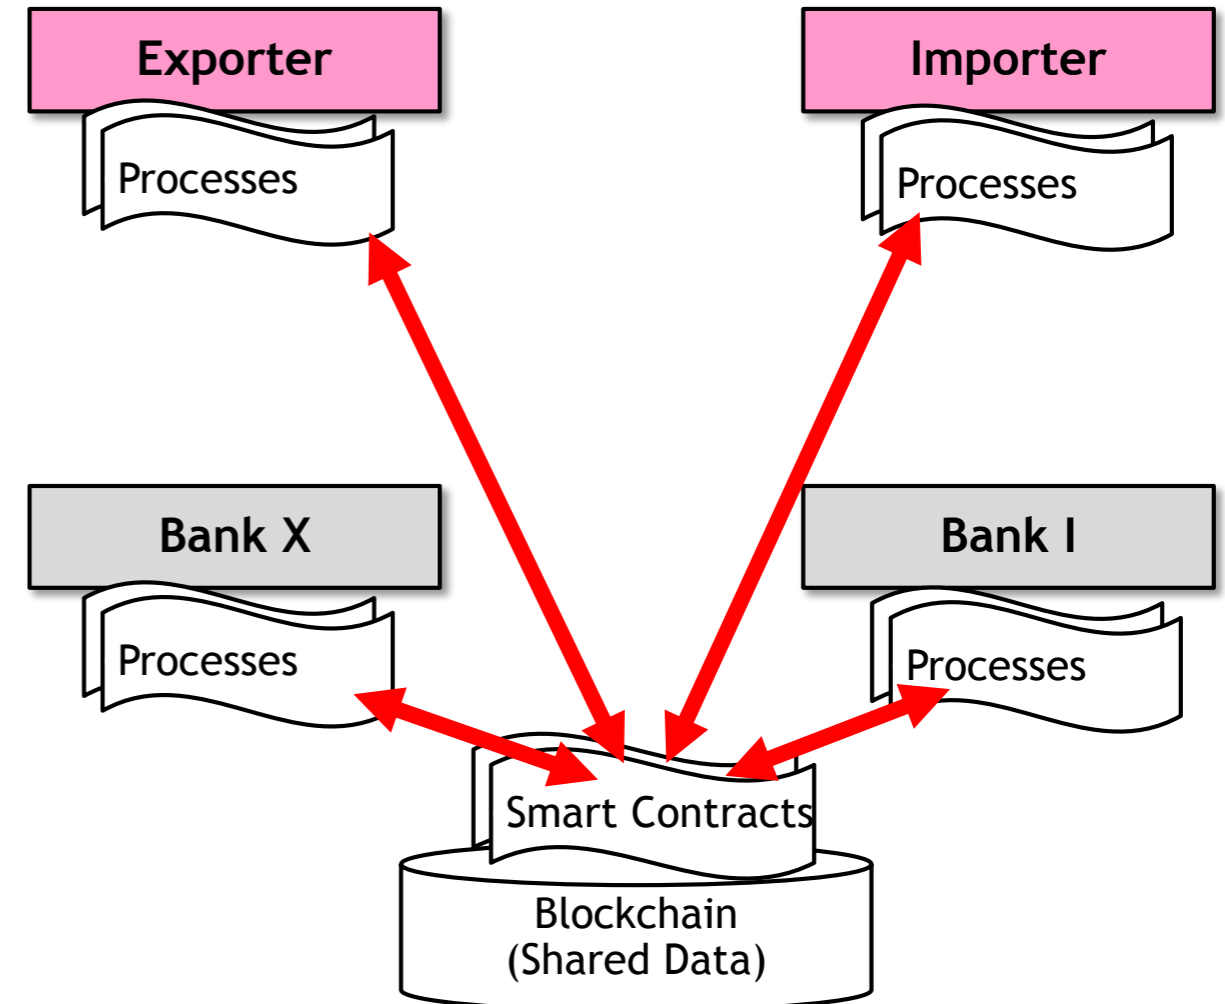 Exporter
Importer
Processes
Processes
Bank X
Bank I
Processes
Processes
Smart Contracts
Blockchain
(Shared Data)